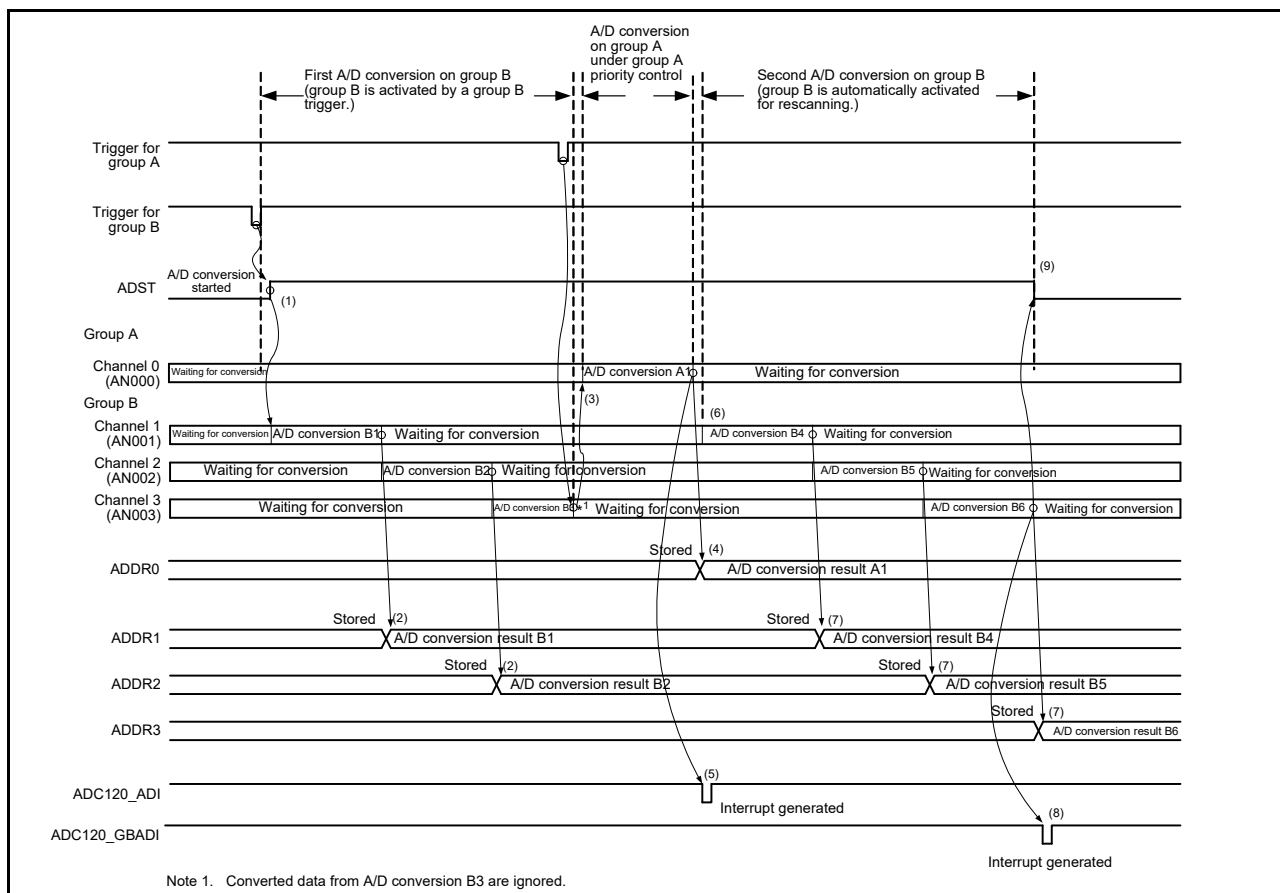 A/D conversion
on group A
under group A
priority control
First A/D conversion on group B
(group B is activated by a group B
trigger.)
Second A/D conversion on group B
(group B is automatically activated
for rescanning.)
Trigger for
group A
Trigger for
group B
ADST
A/D conversion
started
(1)
(9)
Group A
Channel 0
(AN000)
Waiting for conversion
A/D conversion A1
Waiting for conversion
Group B
(3)
(6)
Channel 1
(AN001)
Waiting for conversion
A/D conversion B1
Waiting for conversion
A/D conversion B4
Waiting for conversion
Channel 2
(AN002)
Waiting for conversion
A/D conversion B2
Waiting for conversion
A/D conversion B5
Waiting for conversion
Channel 3
(AN003)
Waiting for conversion
A/D conversion
*1
Waiting for conversion
A/D conversion B6
Waiting for conversion
ADDR0
Stored
(4)
A/D conversion result A1
ADDR1
Stored
(2)
A/D conversion result B1
(7)
A/D conversion result B4
ADDR2
Stored
(2)
A/D conversion result B2
Stored
(7)
A/D conversion result B5
ADDR3
Stored
(7)
A/D conversion result B6
ADC120_ADI
(5)
Interrupt generated
ADC120_GBADI
(8)
Interrupt generated
Note 1. Converted data from A/D conversion B3 are ignored.